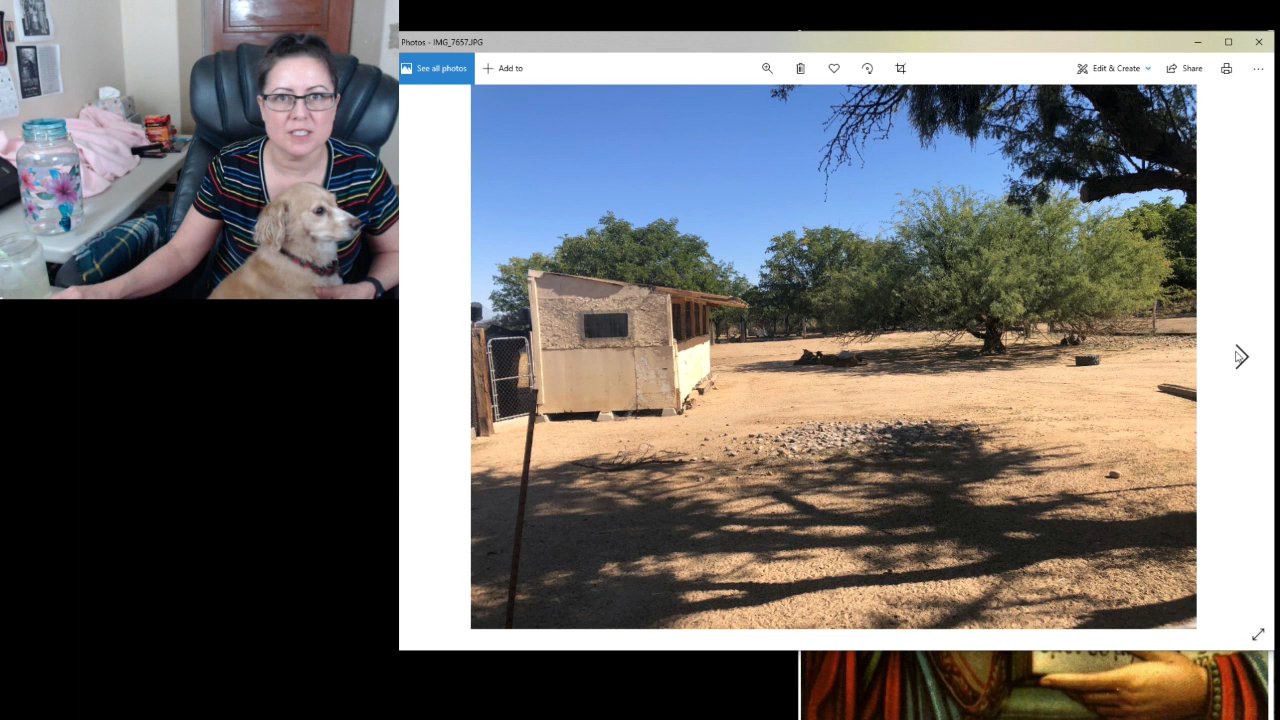 Photos - IMG_7657.JPG
See all photos
Add to
Edit & Create
Share